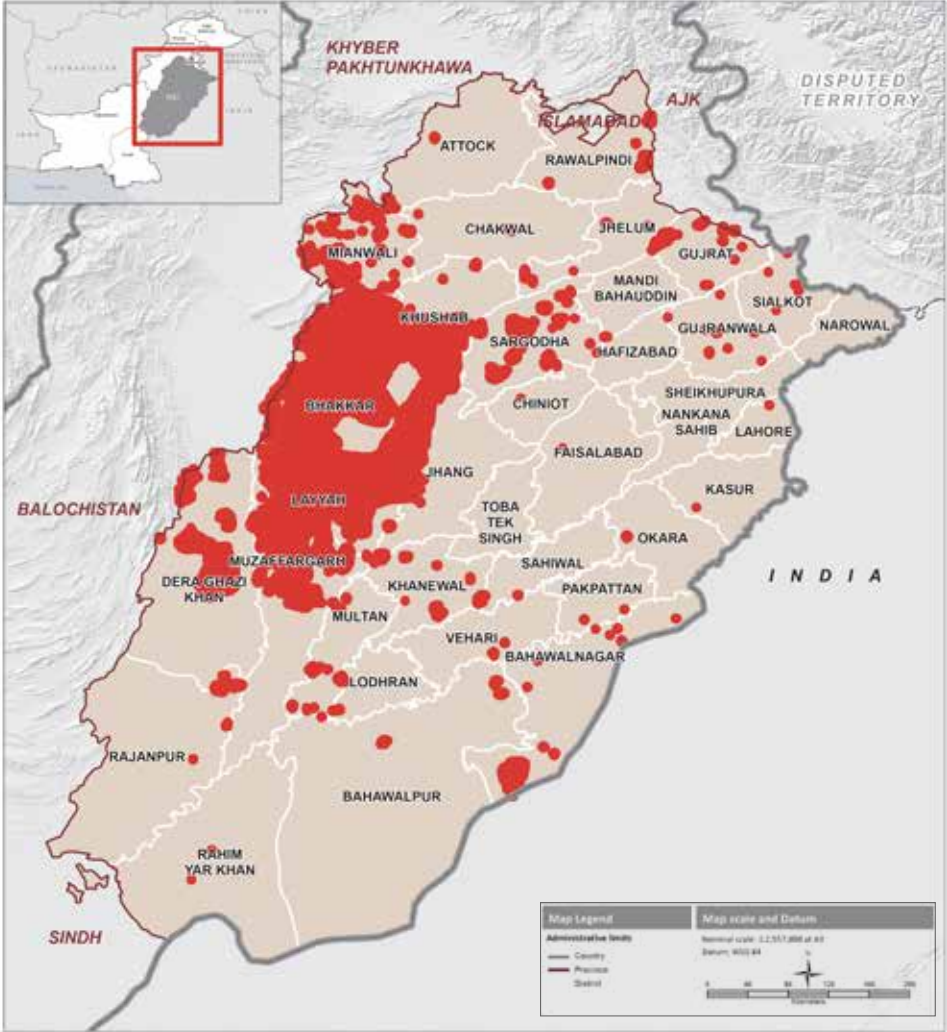 KHYBER
PAKHTUNKHAWA
DISPUTED
TERRITORY
AJK
ISLAMABAD
ATTOCK
RAWALPINDI
CHAKWAL
JHELUM
GUJRAT
MIANWALI
MANDI
BAHAUDDIN
SIALKOT
KHUSHAB
SARGODHA
GUJRANWALA
NAROWAL
HAFIZABAD
SHEIKHUPURA
BHAKKAR
CHINIOT
NANKANA
SAHIB
LAHORE
FAISALABAD
JHANG
KASUR
LAYYAH
BALOCHISTAN
TOBA
TEK
SINGH
OKARA
MUZAFFARGARH
SAHIWAL
INDIA
DERA GHAZI
KHAN
KHANEWAL
PAKPATTAN
MULTAN
VEHARI
BAHAWALNAGAR
LODHRAN
RAJANPUR
BAHAWALPUR
RAHIM
YAR KHAN
SINDH
Map Legend
Administrative limits
Country
Province
District
Map scale and Datum
Kilometers